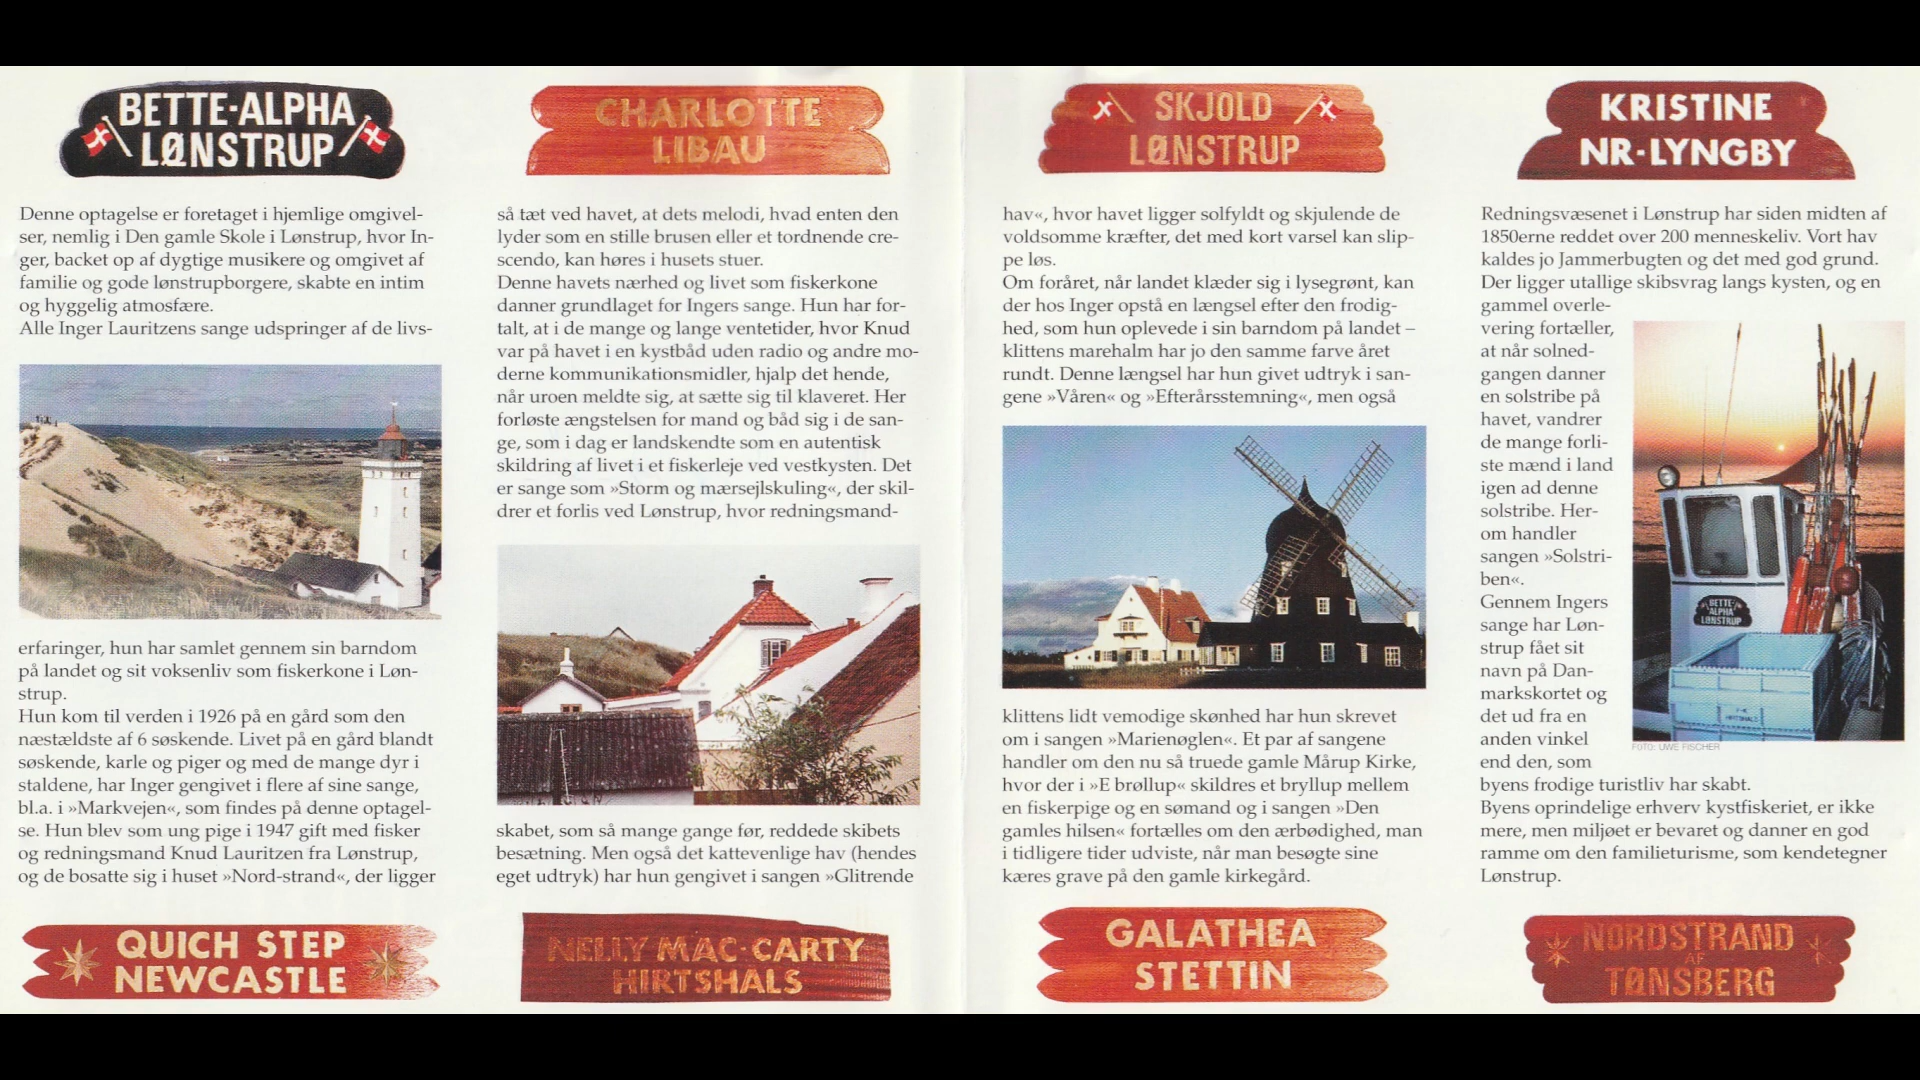 BETTE-ALPHA
LØNSTRUP
Denne optagelse er foretaget i hjemlige omgivel-
ser, nemlig i Den gamle Skole i Lønstrup, hvor In-
ger, backet op af dygtige musikere og omgivet af
familie og gode lønstrupborgere, skabte en intim
og hyggelig atmosfære.
Alle Inger Lauritzens sange udspringer af de livs-
erfaringer, hun har samlet gennem sin barndom
på landet og sit voksenliv som fiskerkone i Løn-
strup.
Hun kom til verden i 1926 på en gård som den
næstældste af 6 søskende. Livet på en gård blandt
søskende, karle og piger og med de mange dyr i
staldene, har Inger gengivet i flere af sine sange,
bl.a. i »Markvejen«, som findes på denne optagel-
se. Hun blev som ung pige i 1947 gift med fisker
og redningsmand Knud Lauritzen fra Lønstrup,
og de bosatte sig i huset »Nord-strand«, der ligger
QUICH STEP
NEWCASTLE
CHARLOTTE
LIBAU
så tæt ved havet, at dets melodi, hvad enten den
lyder som en stille brusen eller et tordnende cre-
scendo, kan høres i husets stuer.
Denne havets nærhed og livet som fiskerkone
danner grundlaget for Ingers sange. Hun har for-
talt, at i de mange og lange ventetider, hvor Knud
var på havet i en kystbåd uden radio og andre mo-
derne kommunikationsmidler, hjalp det hende,
når uroen meldte sig, at sætte sig til klaveret. Her
forløste ængstelsen for mand og båd sig i de san-
ge, som i dag er landskendte som en autentisk
skildring af livet i et fiskerleje ved vestkysten. Det
er sange som »Storm og mærsejlskuling«, der skil-
drer et forlis ved Lønstrup, hvor redningsmand-
skabet, som så mange gange før, reddede skibets
besætning. Men også det kattevenlige hav (hendes
eget udtryk) har hun gengivet i sangen »Glitrende
NELLY MAC-CARTY
HIRTSHALS
SKJOLD
LØNSTRUP
hav«, hvor havet ligger solfyldt og skjulende de
voldsomme kræfter, det med kort varsel kan slip-
pe løs.
Om foråret, når landet klæder sig i lysegrønt, kan
der hos Inger opstå en længsel efter den frodig-
hed, som hun oplevede i sin barndom på landet –
klittens marehalm har jo den samme farve året
rundt. Denne længsel har hun givet udtryk i san-
gene »Våren« og »Efterårsstemning«, men også
klittens lidt vemodige skønhed har hun skrevet
om i sangen »Marienøglen«. Et par af sangene
handler om den nu så truede gamle Mårup Kirke,
hvor der i »E brøllup« skildres et bryllup mellem
en fiskerpige og en sømand og i sangen »Den
gamles hilsen« fortælles om den ærbødighed, man
i tidligere tider udviste, når man besøgte sine
kæres grave på den gamle kirkegård.
GALATHEA
STETTIN
KRISTINE
NR-LYNGBY
Redningsvæsenet i Lønstrup har siden midten af
1850erne reddet over 200 menneskeliv. Vort hav
kaldes jo Jammerbugten og det med god grund.
Der ligger utallige skibsvrag langs kysten, og en
gammel overle-
vering fortæller,
at når solned-
gangen danner
en solstribe på
havet, vandrer
de mange forli-
ste mænd i land
igen ad denne
solstribe. Her-
om handler
sangen »Solstri-
ben«.
Gennem Ingers
sange har Løn-
strup fået sit
navn på Dan-
markskortet og
det ud fra en
anden vinkel
end den, som
byens frodige turistliv har skabt.
Byens oprindelige erhverv kystfiskeriet, er ikke
mere, men miljøet er bevaret og danner en god
ramme om den familieturisme, som kendetegner
Lønstrup.
BETTE-
ALPHA
LØNSTRUP
HIRTSHALS
FOTO: UWE FISCHER
NORDSTRAND
AF
TØNSBERG